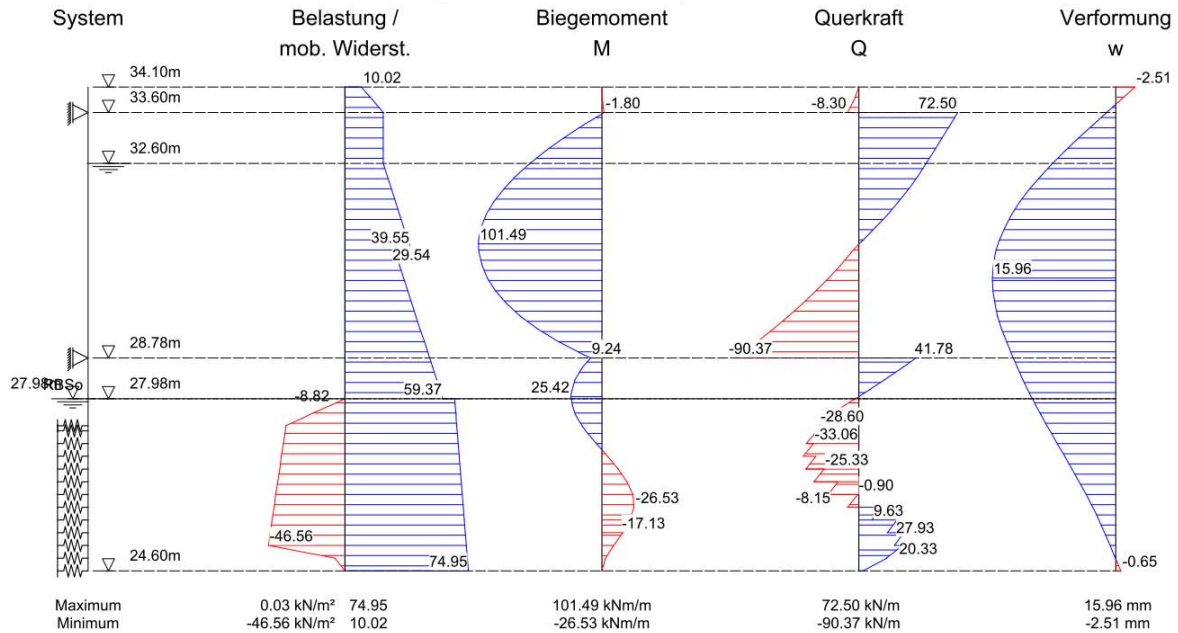 System Belastung / Biegemoment Querkraft Verformung
mob. Widerst. M Q w
34.10m 10.02 -2.51
33.60m -1.80 -8.30 72.50
32.60m
39.55 101.49
29.54
15.96
28.78m 9.24 -90.37 41.78
27.98m RBSo 27.98m -8.82 59.37 25.42
-28.60
-33.06
-25.33
-0.90
-26.53 -8.15
-17.13 9.63
27.93
-46.56 20.33
24.60m 74.95 -0.65
Maximum 0.03 kN/m² 74.95 101.49 kNm/m 72.50 kN/m 15.96 mm
Minimum -46.56 kN/m² 10.02 -26.53 kNm/m -90.37 kN/m -2.51 mm